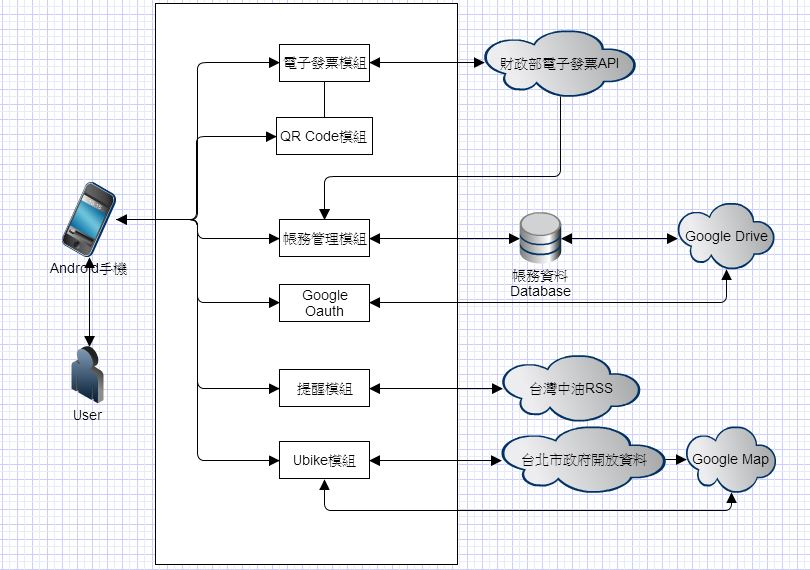 電子發票模組
財政部電子發票API
QR Code模組
帳務管理模組
Google Drive
Android手機
帳務資料
Database
Google
Oauth
提醒模組
台灣中油RSS
User
Ubike模組
台北市政府開放資料
Google Map